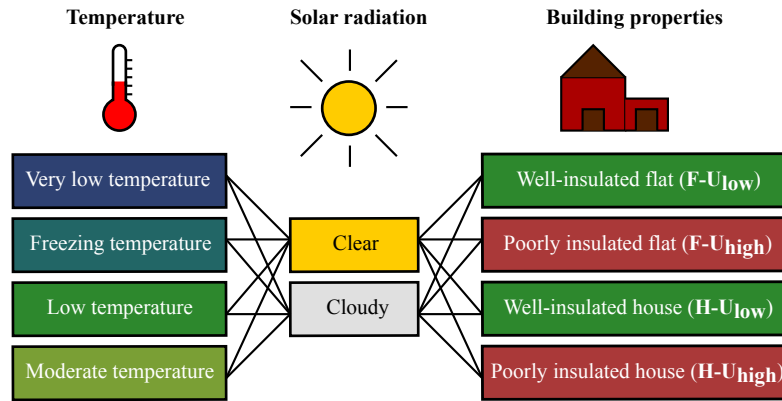 Temperature
Solar radiation
Building properties
Very low temperature
Freezing temperature
Low temperature
Moderate temperature
Clear
Cloudy
Well-insulated flat (F-Ulow)
Poorly insulated flat (F-Uhigh)
Well-insulated house (H-Ulow)
Poorly insulated house (H-Uhigh)